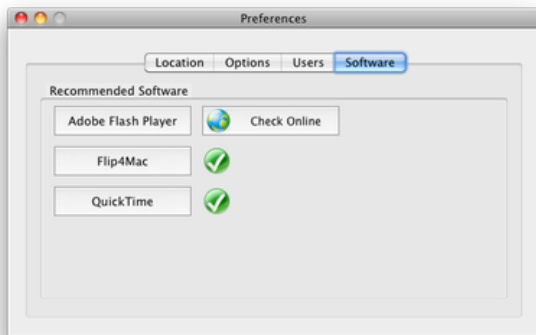 Preferences
Location Options Users Software
Recommended Software
Adobe Flash Player Check Online
Flip4Mac
QuickTime